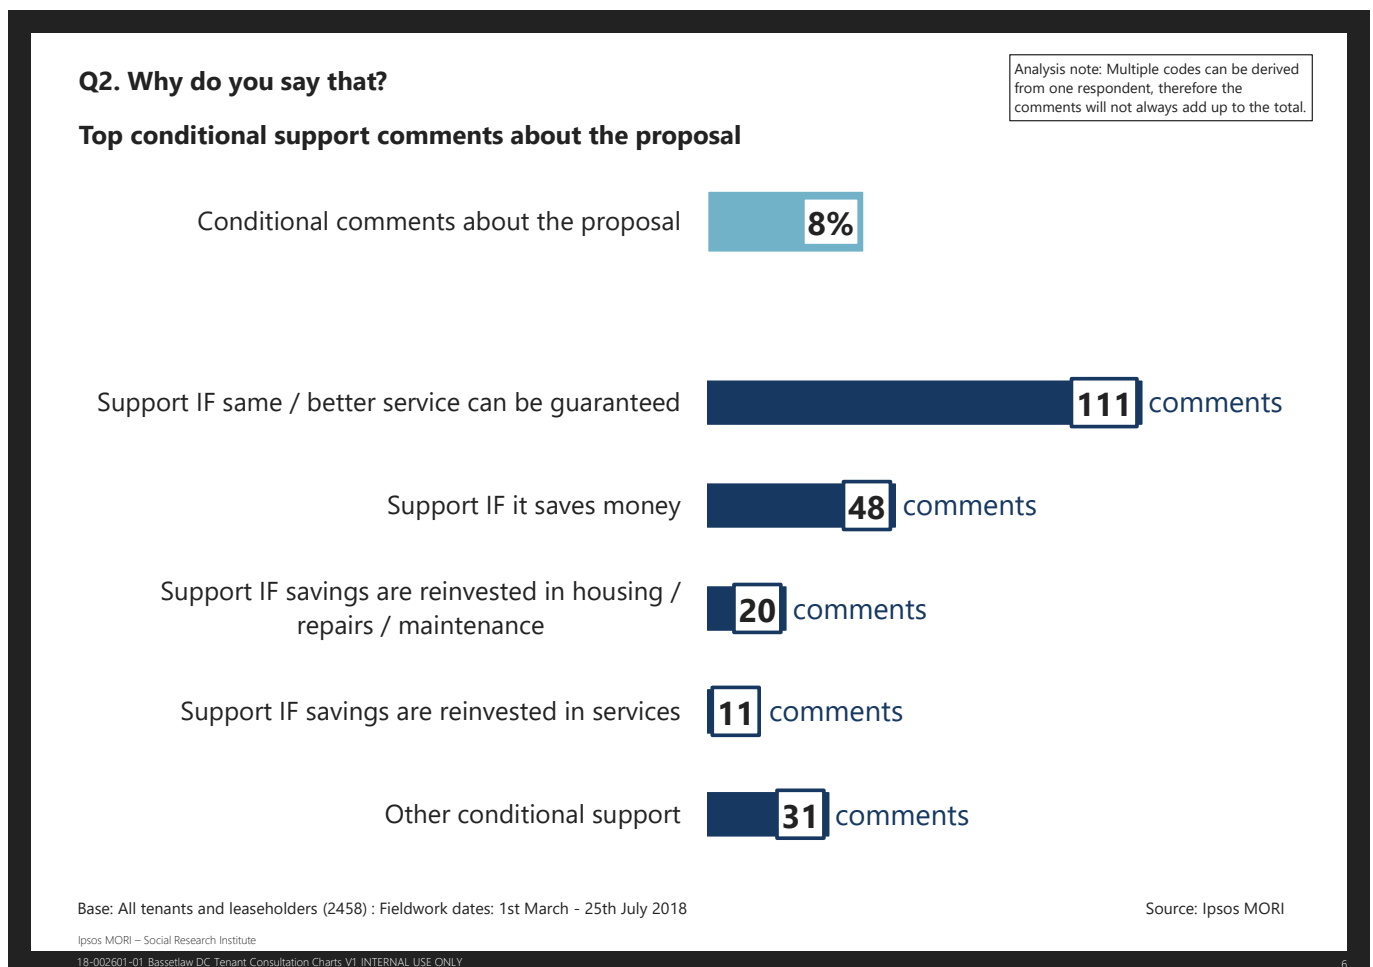 Q2. Why do you say that?
Analysis note: Multiple codes can be derived
from one respondent, therefore the
comments will not always add up to the total.
Top conditional support comments about the proposal
Conditional comments about the proposal 8%
Support IF same / better service can be guaranteed 111 comments
Support IF it saves money 48 comments
Support IF savings are reinvested in housing /
repairs / maintenance
20 comments
Support IF savings are reinvested in services 11 comments
Other conditional support 31 comments
Base: All tenants and leaseholders (2458) : Fieldwork dates: 1st March - 25th July 2018 Source: Ipsos MORI
Ipsos MORI – Social Research Institute
18-002601-01 Bassetlaw DC Tenant Consultation Charts V1 INTERNAL USE ONLY 6